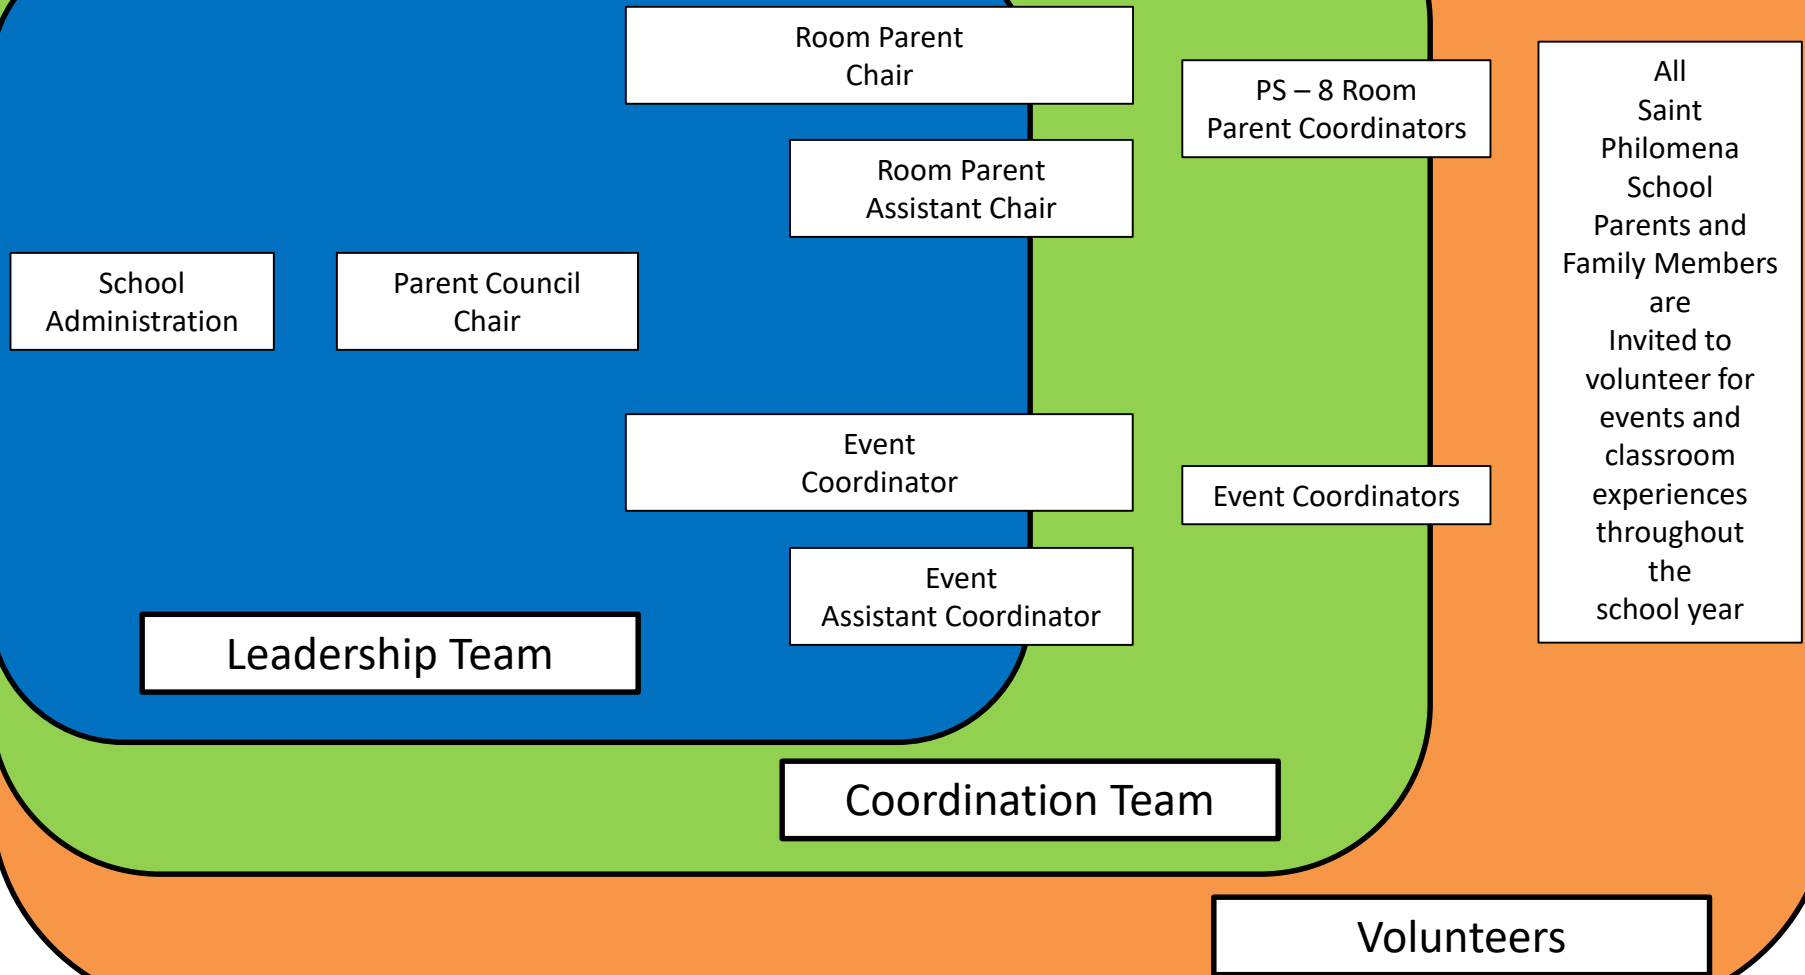 Room Parent
Chair
PS – 8 Room
Parent Coordinators
All
Saint
Philomena
School
Parents and
Family Members
are
Invited to
volunteer for
events and
classroom
experiences
throughout
the
school year
Room Parent
Assistant Chair
School
Administration
Parent Council
Chair
Event
Coordinator
Event Coordinators
Event
Assistant Coordinator
Leadership Team
Coordination Team
Volunteers